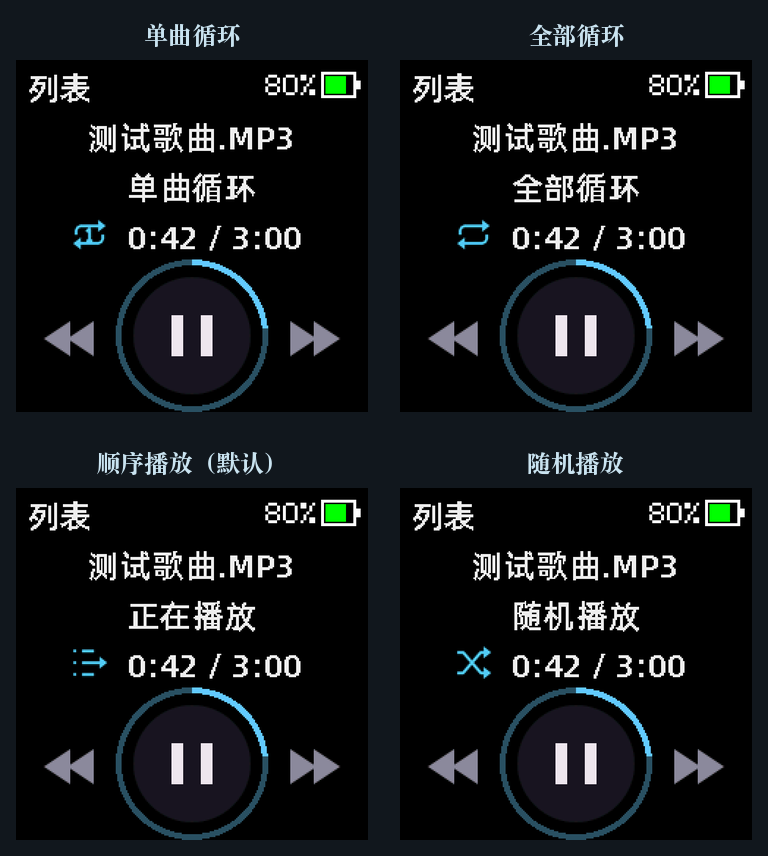 单曲循环
列表 80%
测试歌曲.MP3
单曲循环
0:42 / 3:00
全部循环
列表 80%
测试歌曲.MP3
全部循环
0:42 / 3:00
顺序播放（默认）
列表 80%
测试歌曲.MP3
正在播放
0:42 / 3:00
随机播放
列表 80%
测试歌曲.MP3
随机播放
0:42 / 3:00